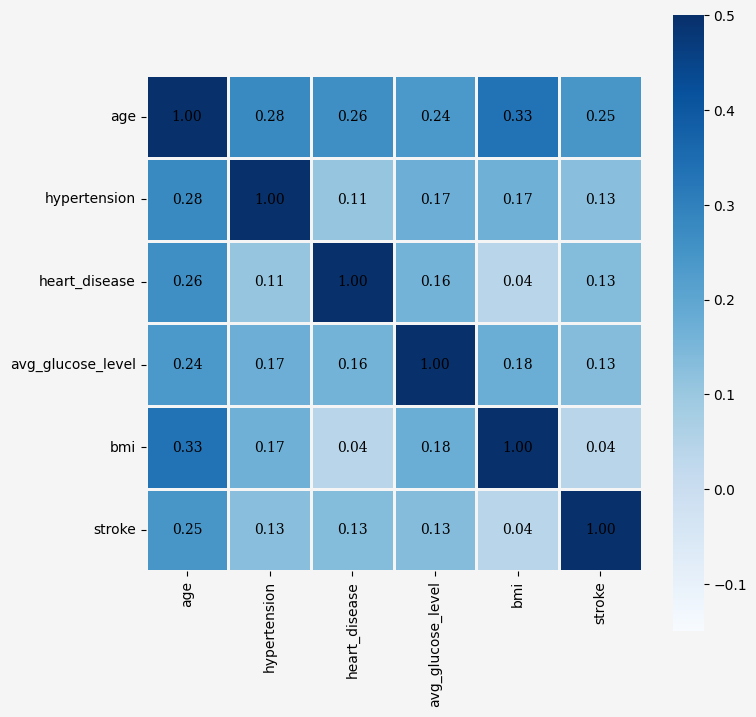 age 1.00 0.28 0.26 0.24 0.33 0.25
hypertension 0.28 1.00 0.11 0.17 0.17 0.13
heart_disease 0.26 0.11 1.00 0.16 0.04 0.13
avg_glucose_level 0.24 0.17 0.16 1.00 0.18 0.13
bmi 0.33 0.17 0.04 0.18 1.00 0.04
stroke 0.25 0.13 0.13 0.13 0.04 1.00
age
hypertension
heart_disease
avg_glucose_level
bmi
stroke
0.5
0.4
0.3
0.2
0.1
0.0
−0.1